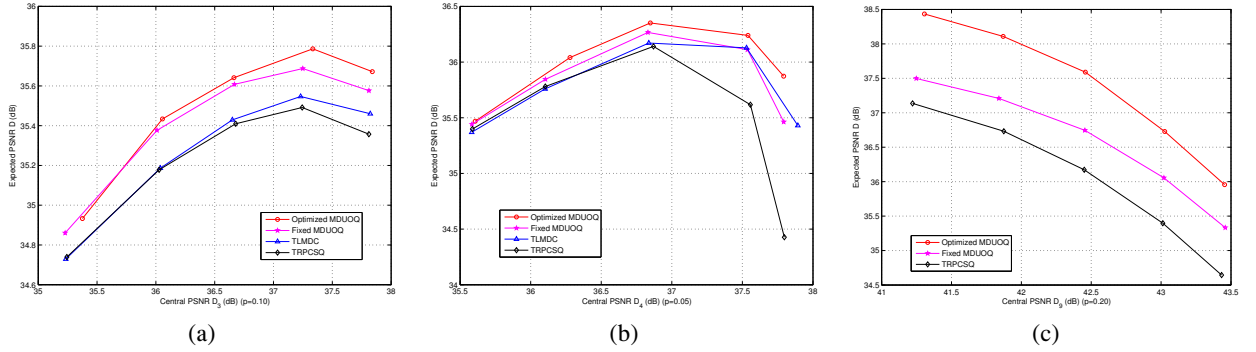 36
35.8
35.6
35.4
35.2
35
34.8
34.6
Expected PSNR D (dB)
35 35.5 36 36.5 37 37.5 38
Central PSNR D3 (dB) (p=0.10)
Optimized MDUOQ
Fixed MDUOQ
TLMDC
TRPCSQ
(a)
36.5
36
35.5
35
34.5
34
Expected PSNR D (dB)
35.5 36 36.5 37 37.5 38
Central PSNR D4 (dB) (p=0.05)
Optimized MDUOQ
Fixed MDUOQ
TLMDC
TRPCSQ
(b)
38.5
38
37.5
37
36.5
36
35.5
35
34.5
Expected PSNR D (dB)
41 41.5 42 42.5 43 43.5
Central PSNR D9 (dB) (p=0.20)
Optimized MDUOQ
Fixed MDUOQ
TRPCSQ
(c)